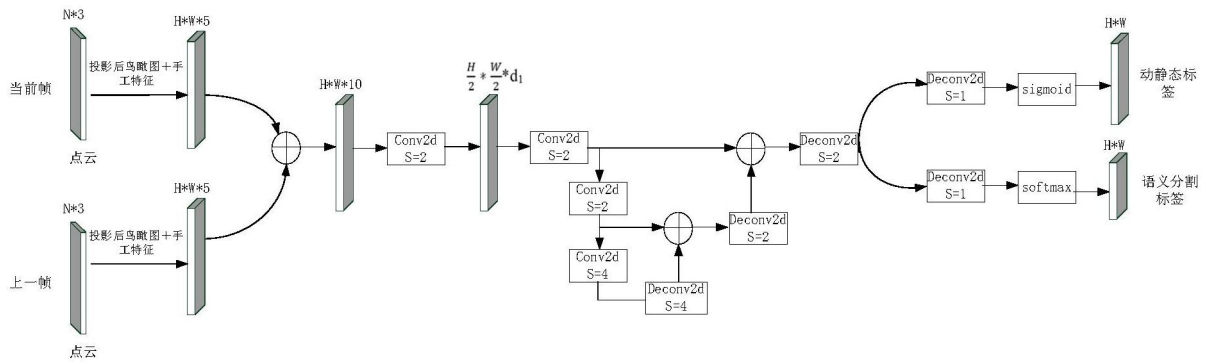 N*3
H*W*5
当前帧
投影后鸟瞰图+手
工特征
点云
N*3
H*W*5
上一帧
投影后鸟瞰图+手
工特征
点云
H*W*10
Conv2d
S=2
H/2*W/2*d₁
Conv2d
S=2
Conv2d
S=2
Conv2d
S=4
Deconv2d
S=4
Deconv2d
S=2
Deconv2d
S=2
Deconv2d
S=1
sigmoid
H*W
动静态标
签
Deconv2d
S=1
softmax
H*W
语义分割
标签